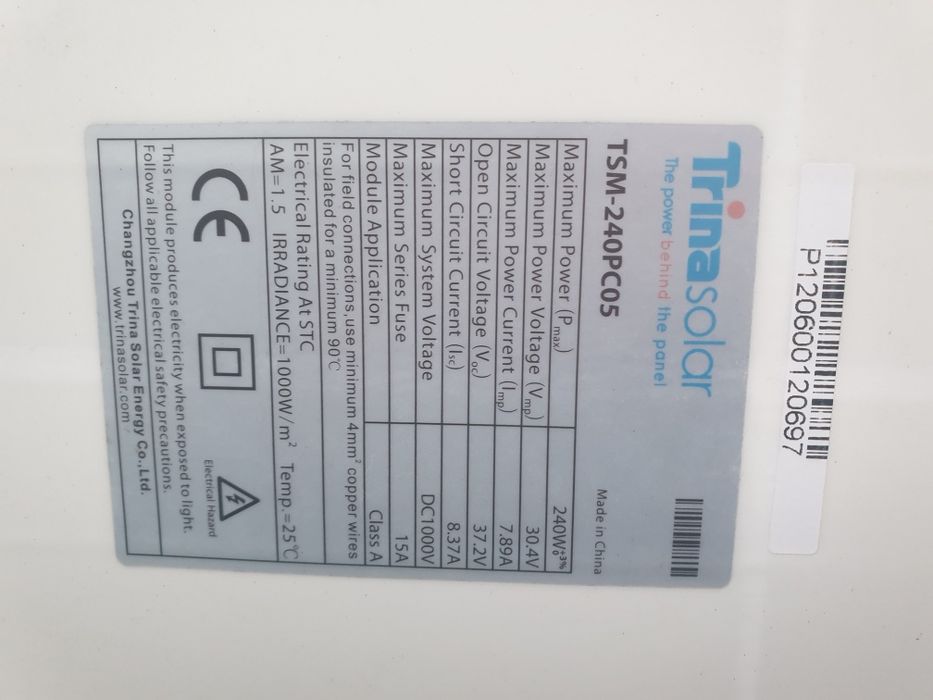 P120600120697
Trinasolar
The power behind the panel
TSM-240PC05 Made in China
Maximum Power (Pmax) 240W+3%0
Maximum Power Voltage (Vmp) 30.4V
Maximum Power Current (Imp) 7.89A
Open Circuit Voltage (Voc) 37.2V
Short Circuit Current (Isc) 8.37A
Maximum System Voltage DC1000V
Maximum Series Fuse 15A
Module Application Class A
For field connections,use minimum 4mm² copper wires
insulated for a minimum 90℃
Electrical Rating At STC
AM=1.5 IRRADIANCE=1000W/m² Temp.=25℃
CE
Electrical Hazard
This module produces electricity when exposed to light.
Follow all applicable electrical safety precautions.
Changzhou Trina Solar Energy Co.,Ltd.
www.trinasolar.com